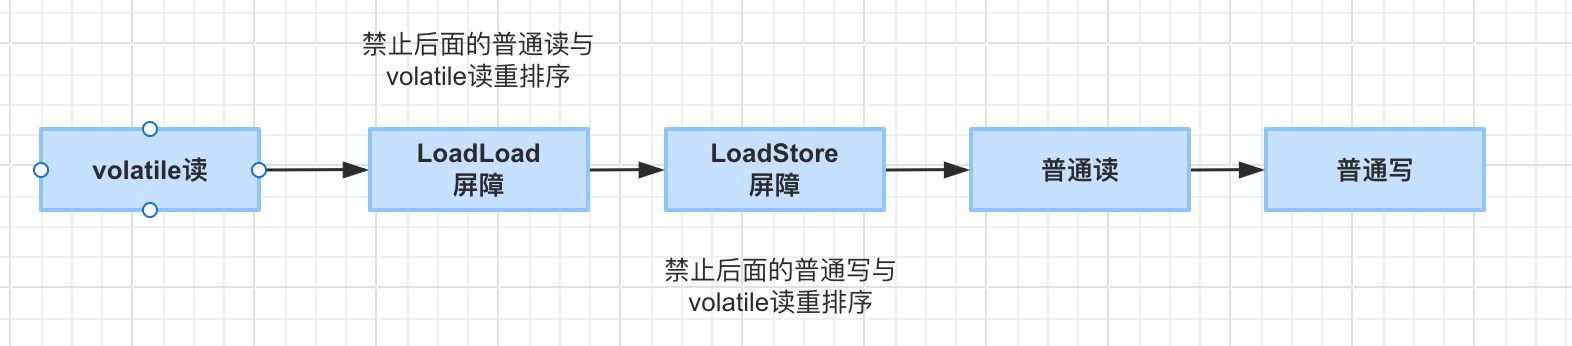 禁止后面的普通读与
volatile读重排序
volatile读
LoadLoad
屏障
LoadStore
屏障
普通读
普通写
禁止后面的普通写与
volatile读重排序